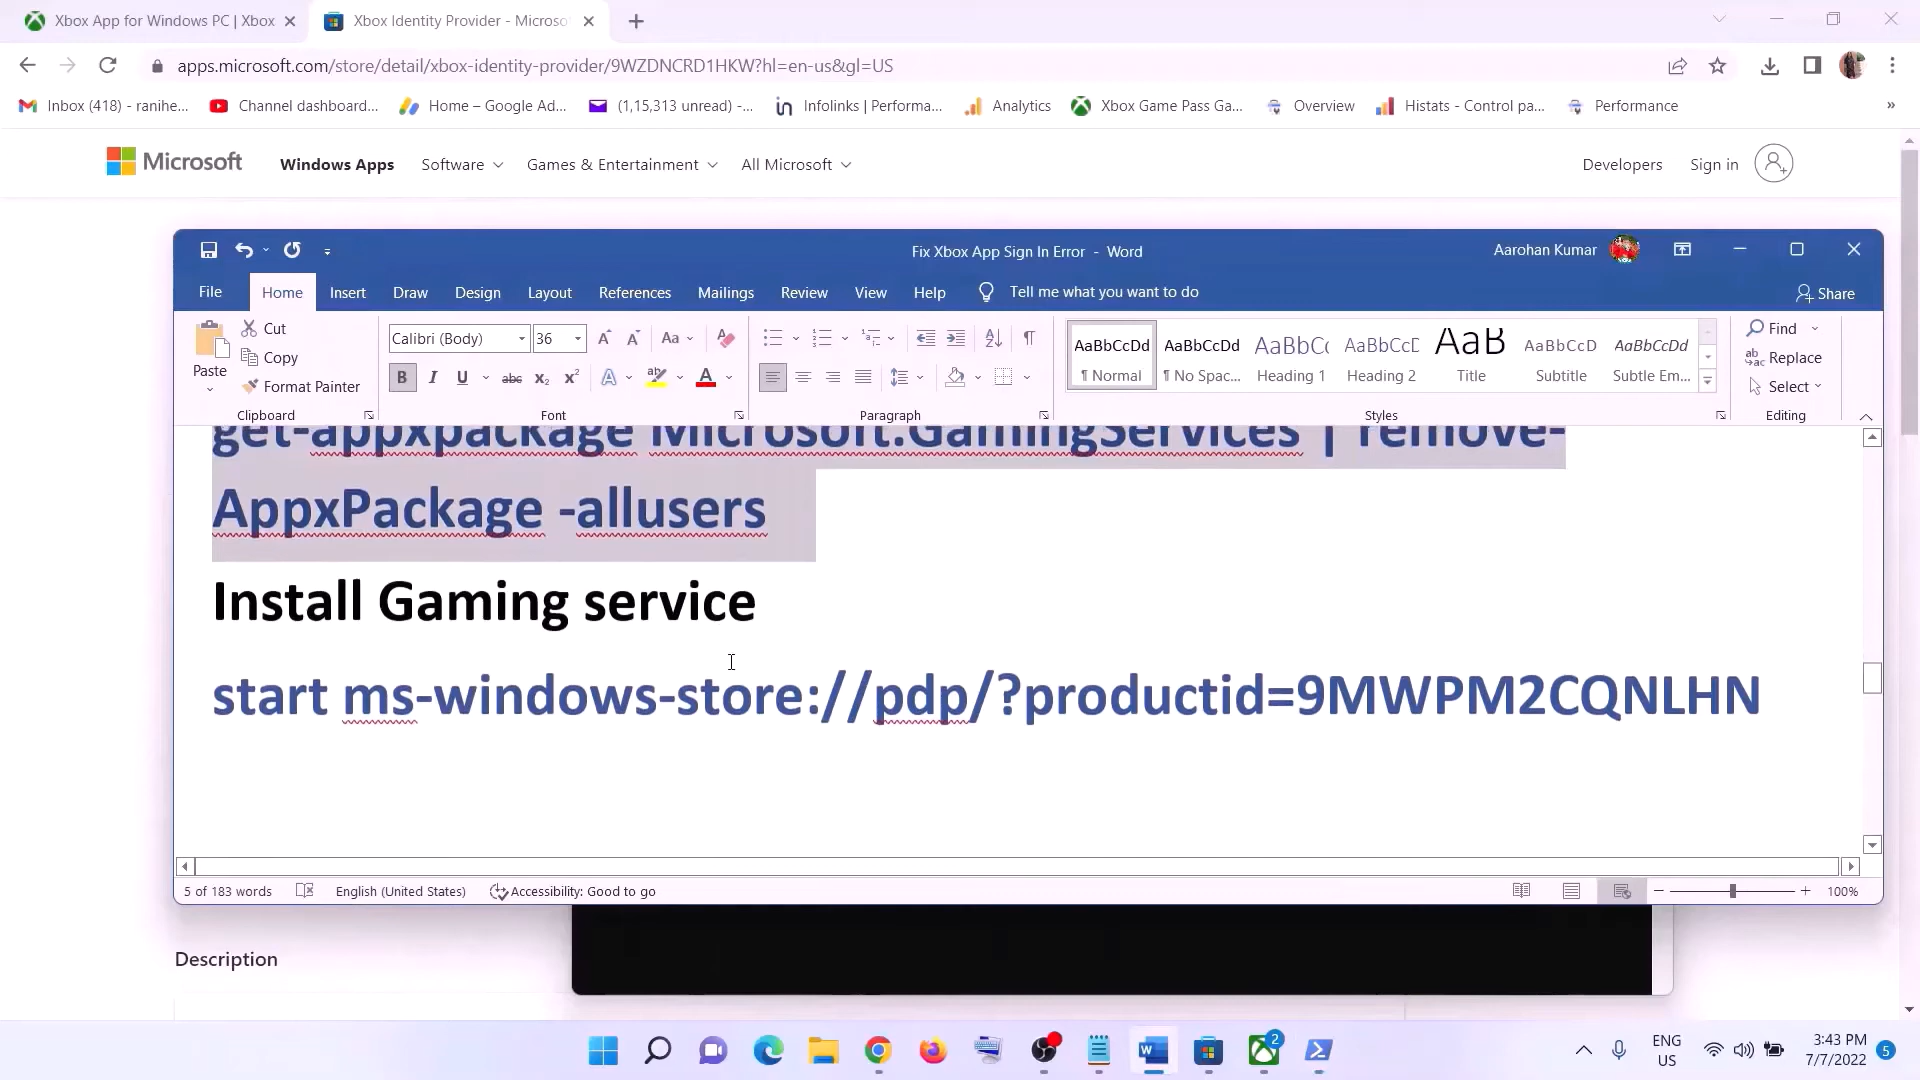 Xbox App for Windows PC | Xbox
Xbox Identity Provider - Microso
apps.microsoft.com/store/detail/xbox-identity-provider/9WZDNCRD1HKW?hl=en-us&gl=US
Inbox (418) - ranihe... Channel dashboard... Home – Google Ad... (1,15,313 unread) -... Infolinks | Performa... Analytics Xbox Game Pass Ga... Overview Histats - Control pa... Performance »
Microsoft Windows Apps Software Games & Entertainment All Microsoft Developers Sign in
Fix Xbox App Sign In Error - Word Aarohan Kumar
File Home Insert Draw Design Layout References Mailings Review View Help Tell me what you want to do Share
Paste Cut Copy Format Painter
Calibri (Body) 36
AaBbCcDd AaBbCcDd AaBbCc AaBbCcD AaB AaBbCcD AaBbCcDd
¶ Normal ¶ No Spac... Heading 1 Heading 2 Title Subtitle Subtle Em...
Find Replace Select
Clipboard Font Paragraph Styles Editing
get-appxpackage Microsoft.GamingServices | remove-
AppxPackage -allusers
Install Gaming service
start ms-windows-store://pdp/?productid=9MWPM2CQNLHN
5 of 183 words English (United States) Accessibility: Good to go 100%
Description
2
ENG
US
3:43 PM
7/7/2022
5